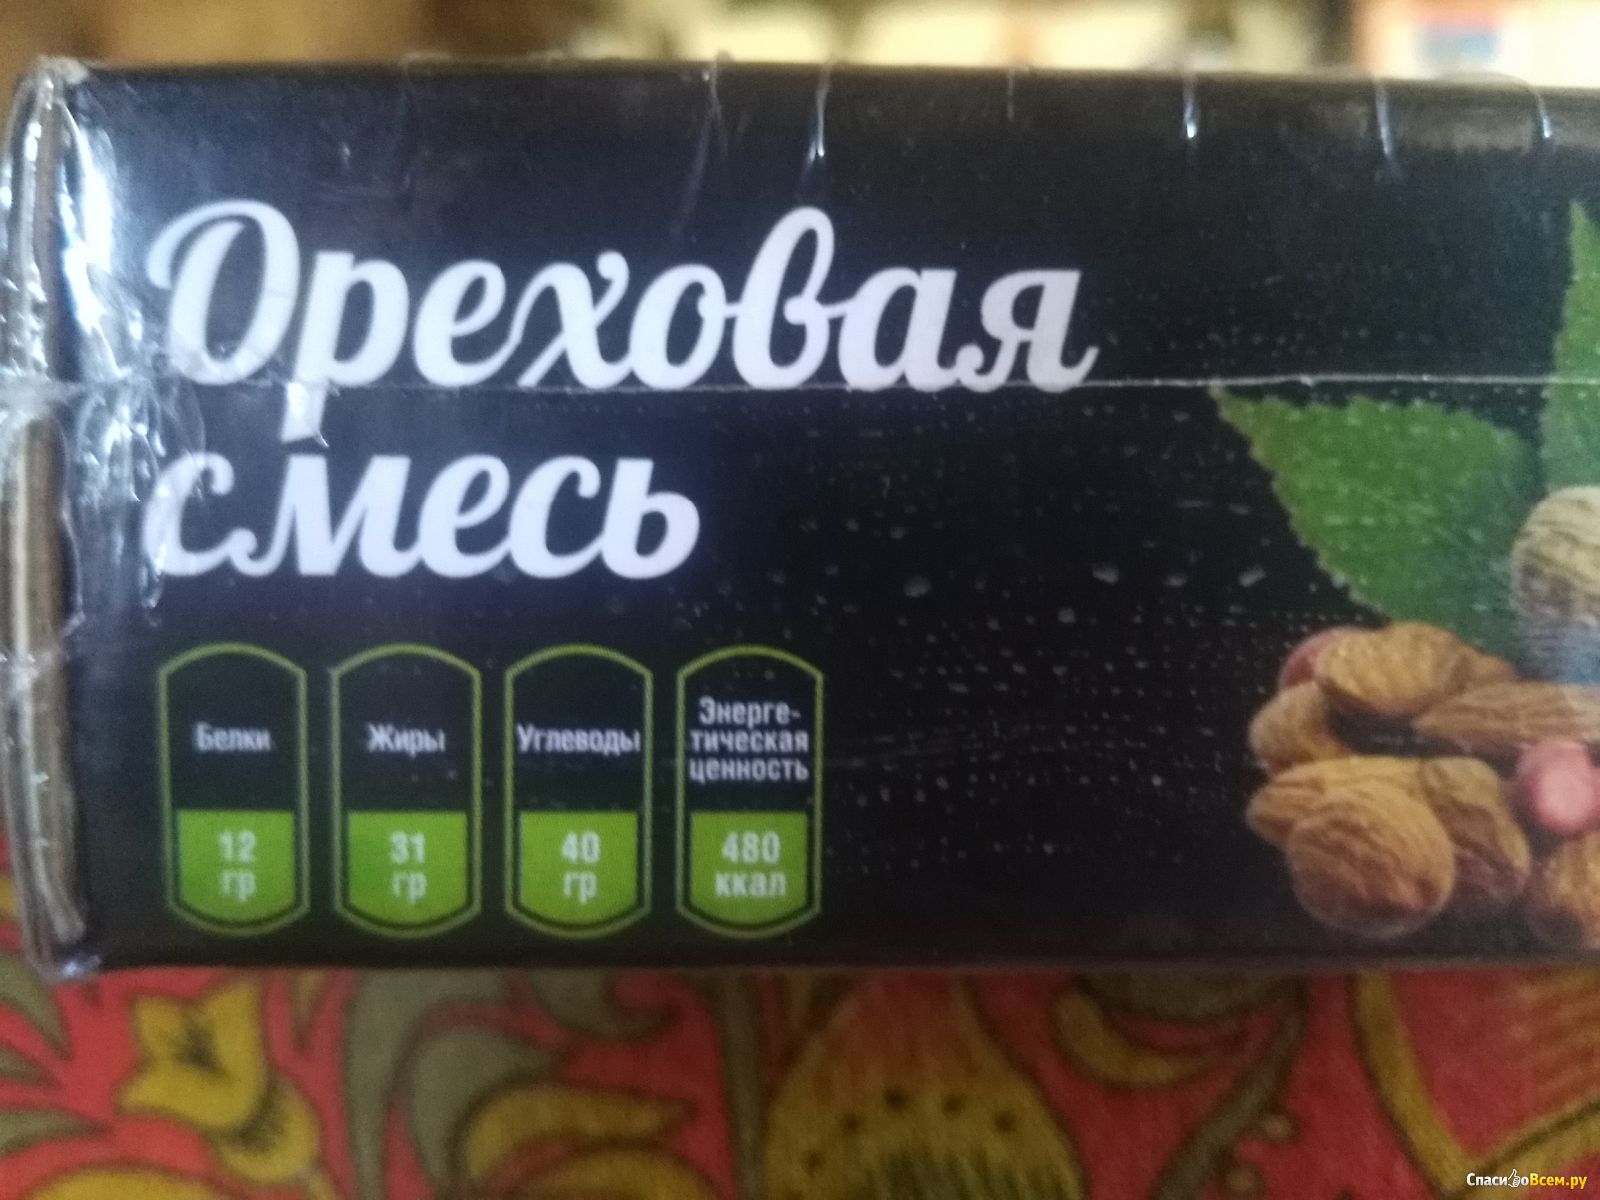 Ореховая
смесь
Белки
12
гр
Жиры
31
гр
Углеводы
40
гр
Энерге-
тическая
ценность
480
ккал
СпасибоВсем.ру